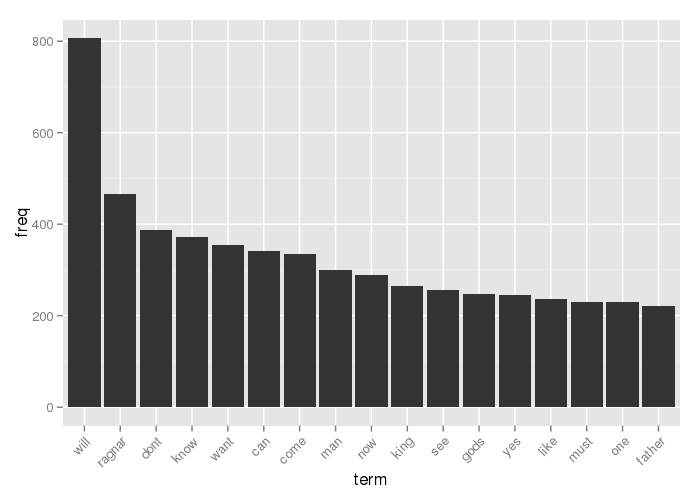 800
600
400
200
0
freq
will ragnar dont know want can come man now king see gods yes like must one father
term